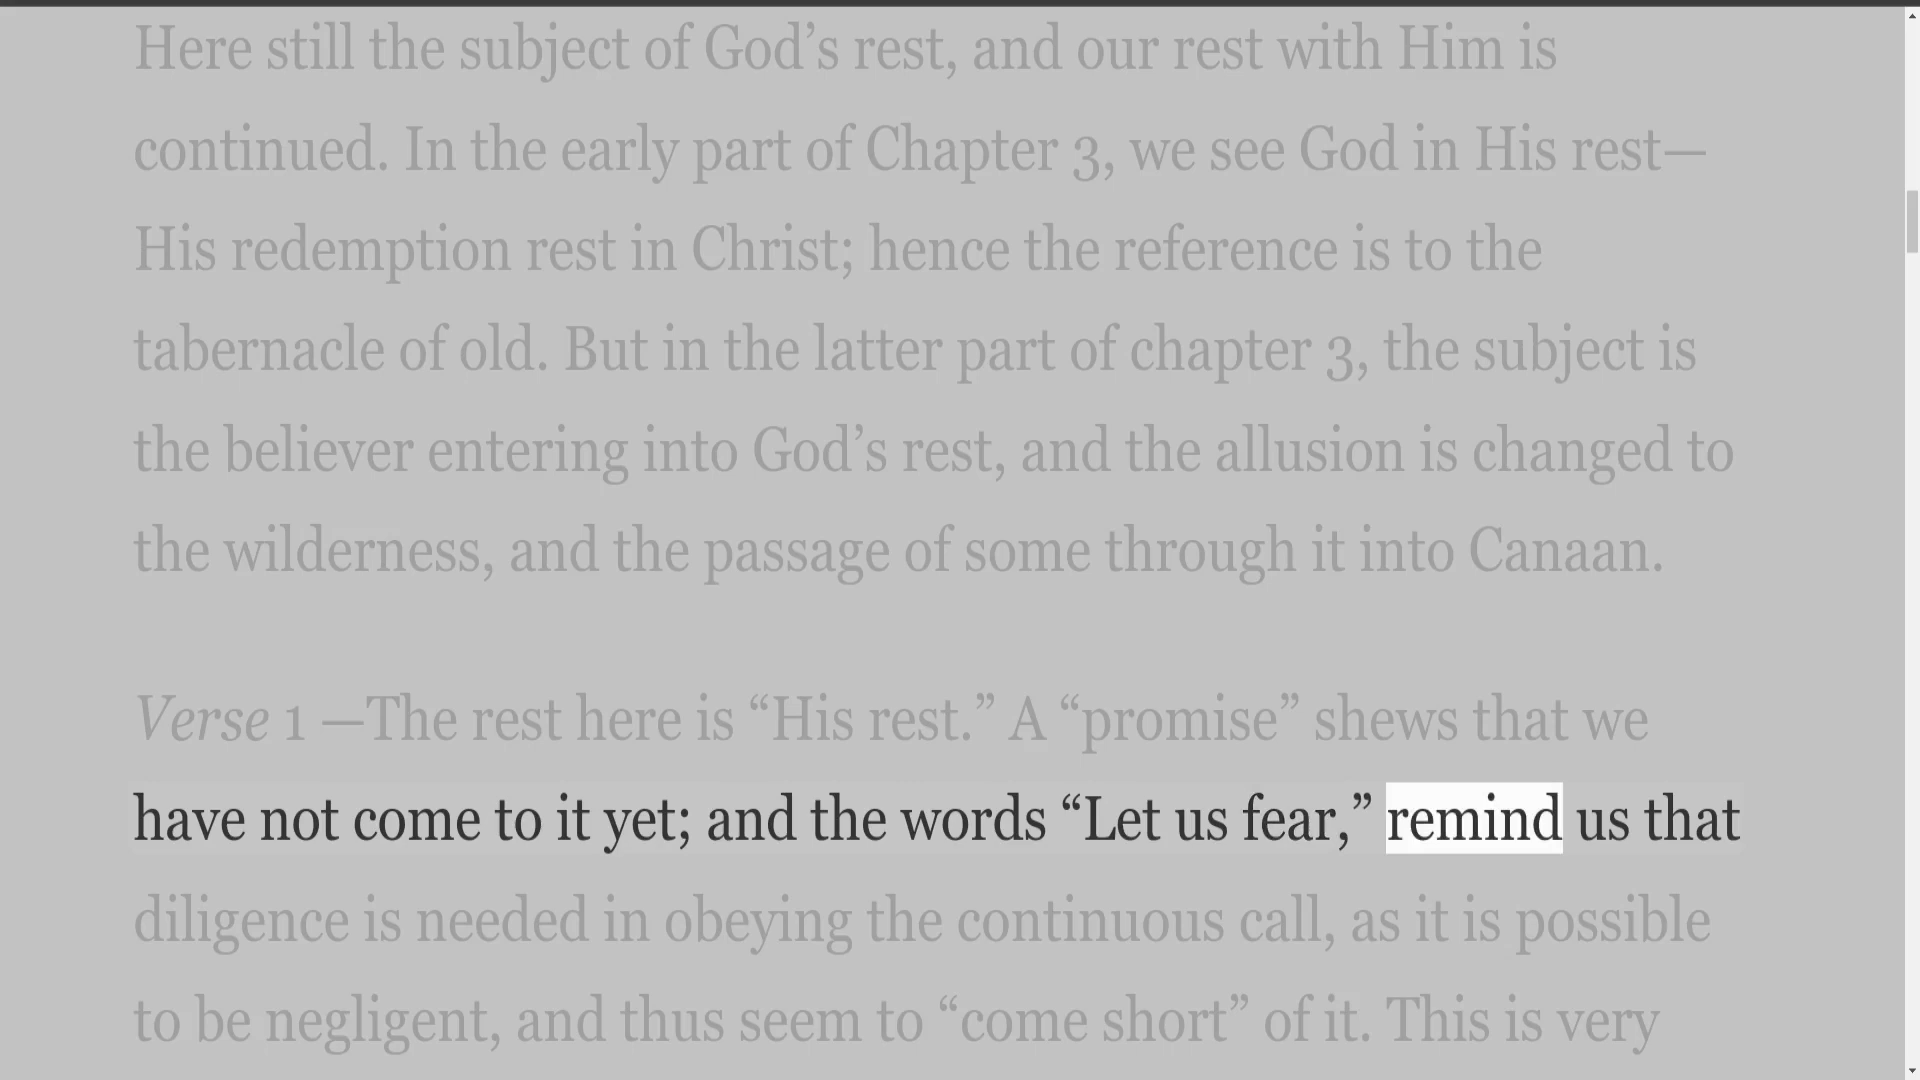 Here still the subject of God’s rest, and our rest with Him is
continued. In the early part of Chapter 3, we see God in His rest—
His redemption rest in Christ; hence the reference is to the
tabernacle of old. But in the latter part of chapter 3, the subject is
the believer entering into God’s rest, and the allusion is changed to
the wilderness, and the passage of some through it into Canaan.
Verse 1 —The rest here is “His rest.” A “promise” shews that we
have not come to it yet; and the words “Let us fear,” remind us that
diligence is needed in obeying the continuous call, as it is possible
to be negligent, and thus seem to “come short” of it. This is very